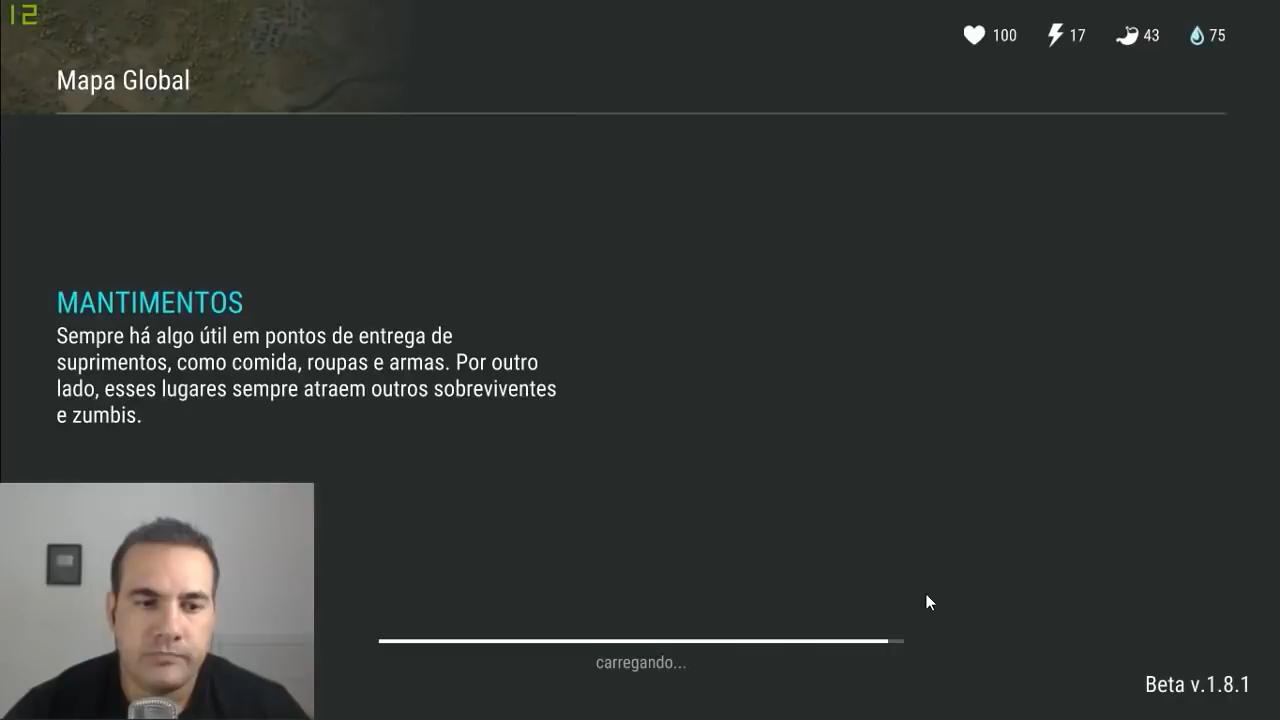 12
100
17
43
75
Mapa Global
MANTIMENTOS
Sempre há algo útil em pontos de entrega de
suprimentos, como comida, roupas e armas. Por outro
lado, esses lugares sempre atraem outros sobreviventes
e zumbis.
carregando...
Beta v.1.8.1